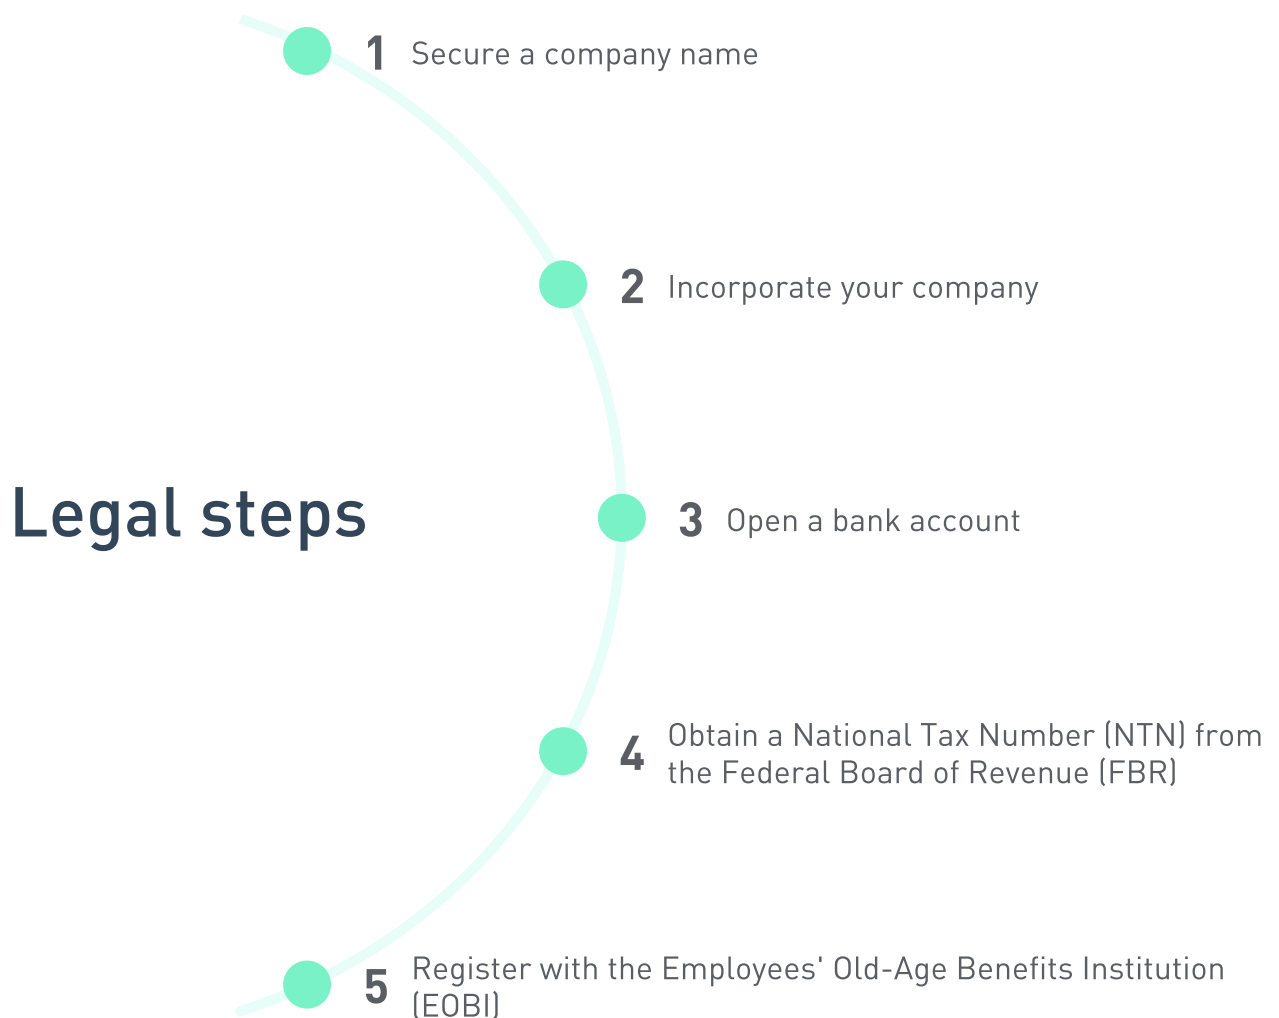 1 Secure a company name
2 Incorporate your company
Legal steps
3 Open a bank account
4 Obtain a National Tax Number (NTN) from
the Federal Board of Revenue (FBR)
5 Register with the Employees' Old-Age Benefits Institution
(EOBI)